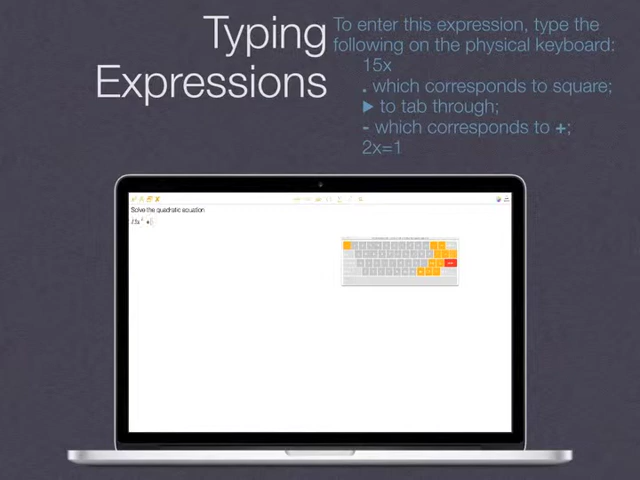 Typing
Expressions
To enter this expression, type the
following on the physical keyboard:
15x
. which corresponds to square;
▶ to tab through;
- which corresponds to +;
2x=1
Solve the quadratic equation